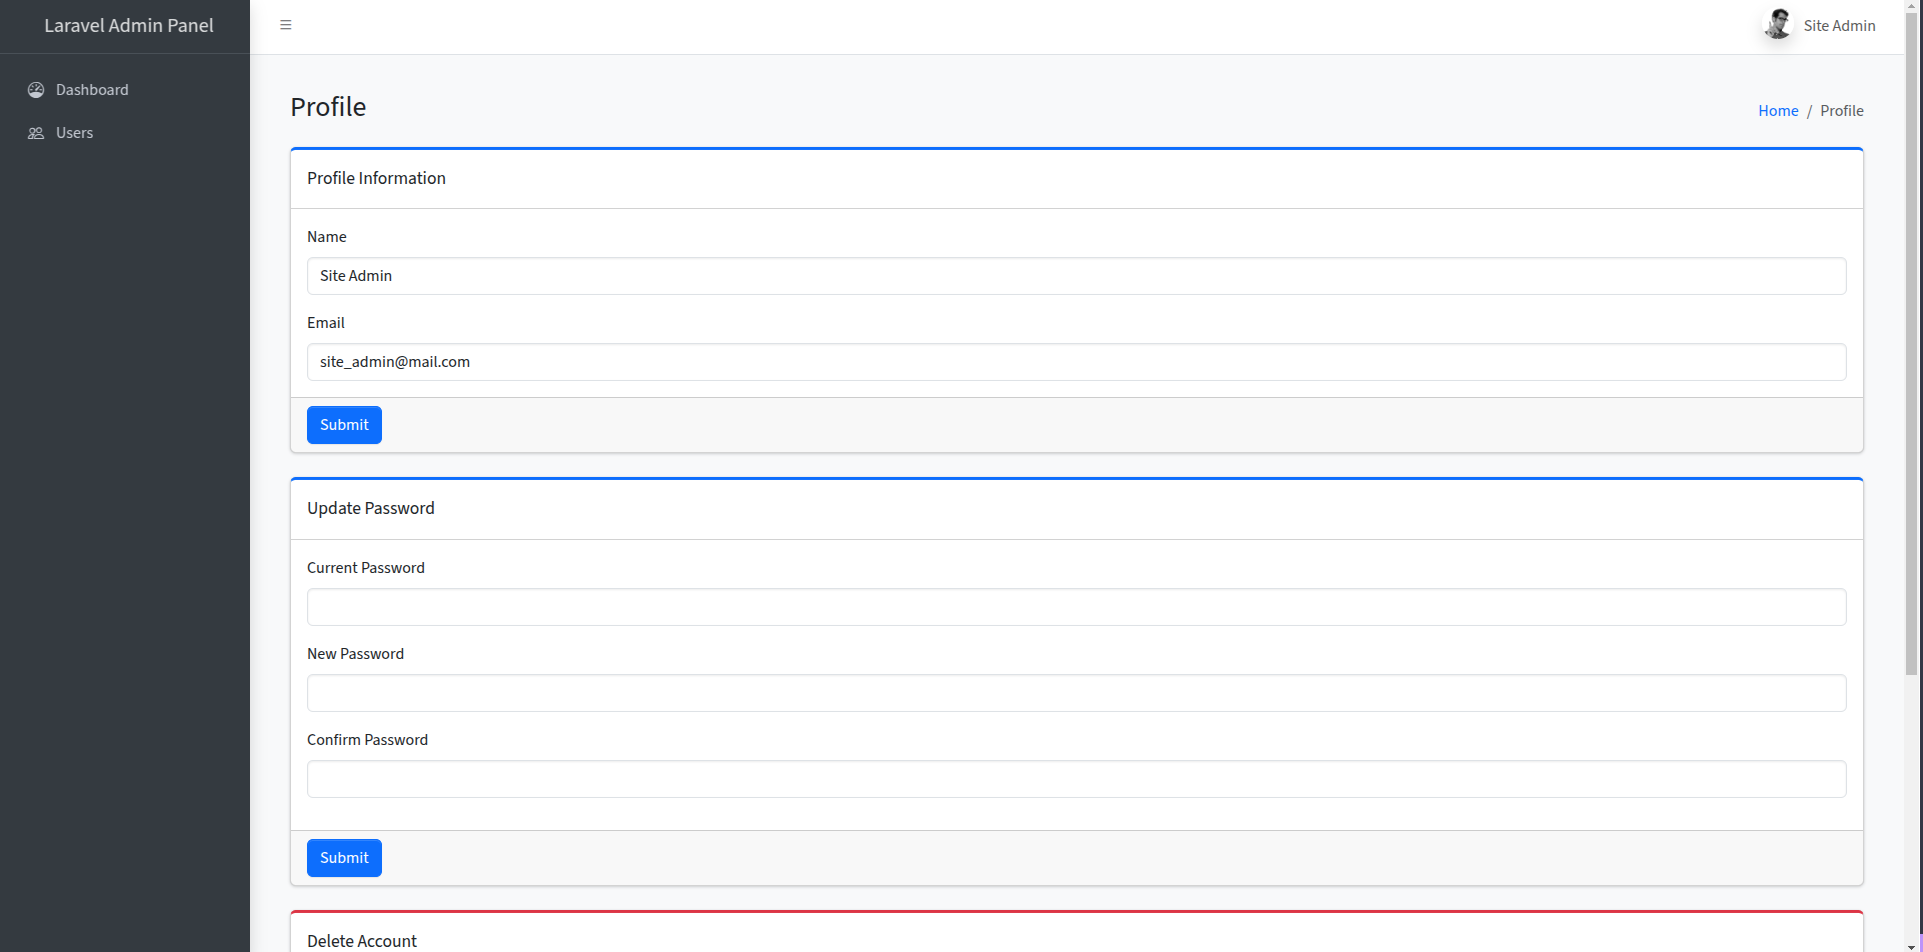 Laravel Admin Panel
Site Admin
Dashboard
Users
Profile
Home / Profile
Profile Information
Name
Site Admin
Email
site_admin@mail.com
Submit
Update Password
Current Password
New Password
Confirm Password
Submit
Delete Account